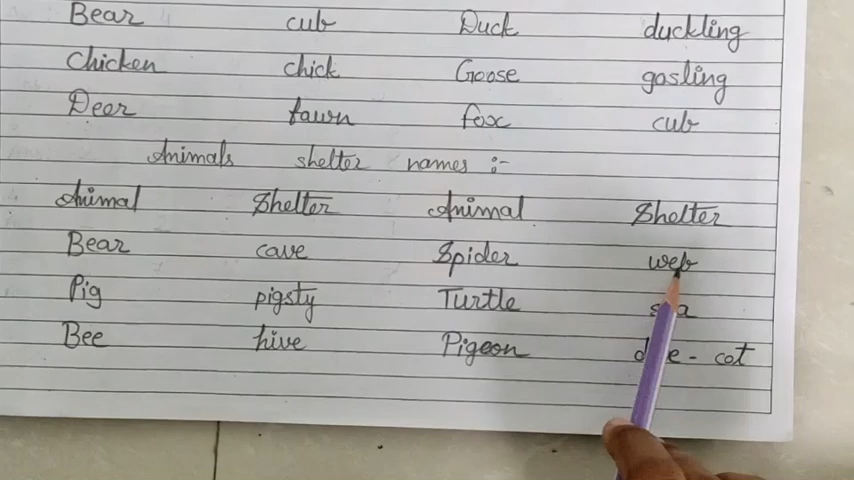 Bear cub Duck duckling
Chicken chick Goose gosling
Deer fawn fox cub
Animals shelter names :-
Animal Shelter Animal Shelter
Bear cave Spider web
Pig pigsty Turtle
Bee hive Pigeon cot